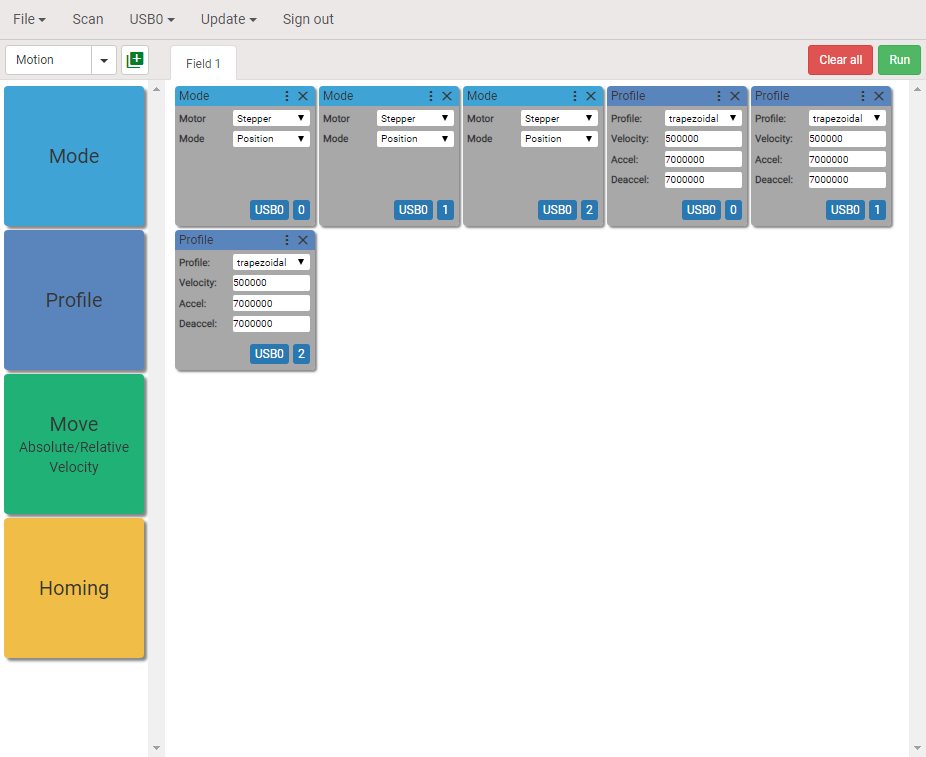 File Scan USB0 Update Sign out
Motion Field 1 Clear all Run
Mode
Profile
Move
Absolute/Relative
Velocity
Homing
Mode
Motor Stepper
Mode Position
USB0 0
Mode
Motor Stepper
Mode Position
USB0 1
Mode
Motor Stepper
Mode Position
USB0 2
Profile
Profile: trapezoidal
Velocity: 500000
Accel: 7000000
Deaccel: 7000000
USB0 0
Profile
Profile: trapezoidal
Velocity: 500000
Accel: 7000000
Deaccel: 7000000
USB0 1
Profile
Profile: trapezoidal
Velocity: 500000
Accel: 7000000
Deaccel: 7000000
USB0 2